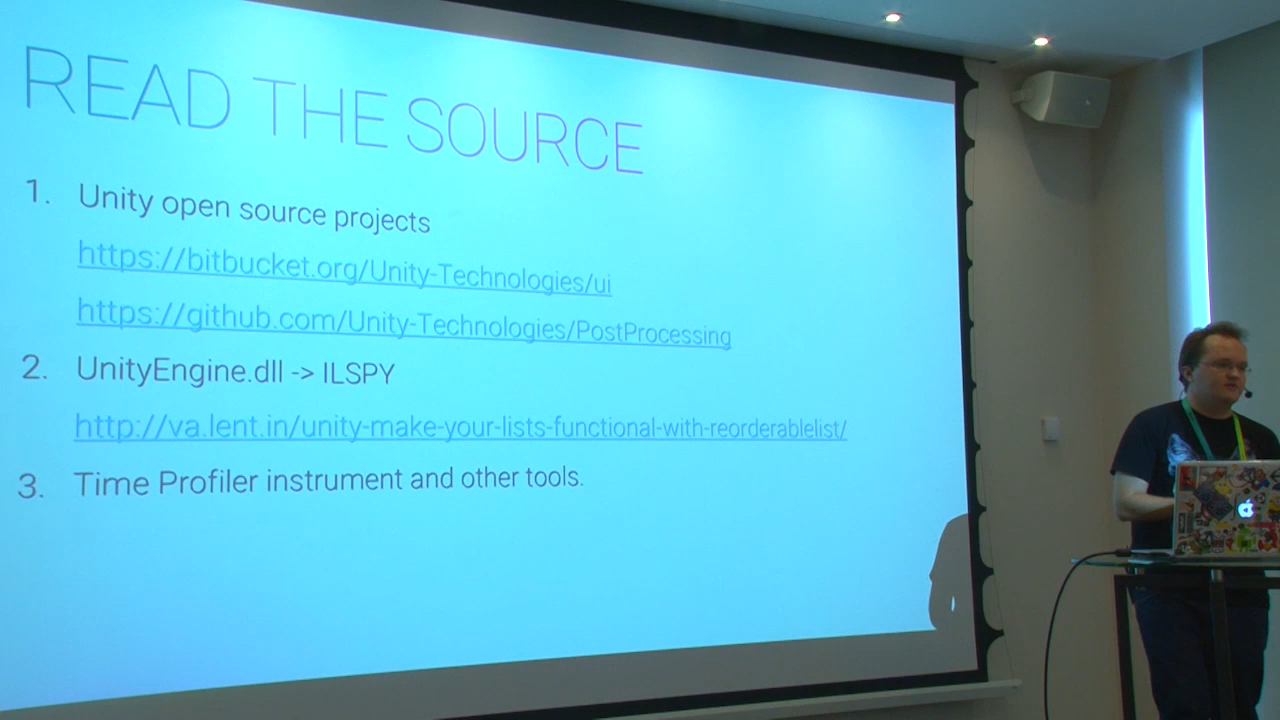 READ THE SOURCE
1. Unity open source projects
https://bitbucket.org/Unity-Technologies/ui
https://github.com/Unity-Technologies/PostProcessing
2. UnityEngine.dll -> ILSPY
http://va.lent.in/unity-make-your-lists-functional-with-reorderablelist/
3. Time Profiler instrument and other tools.